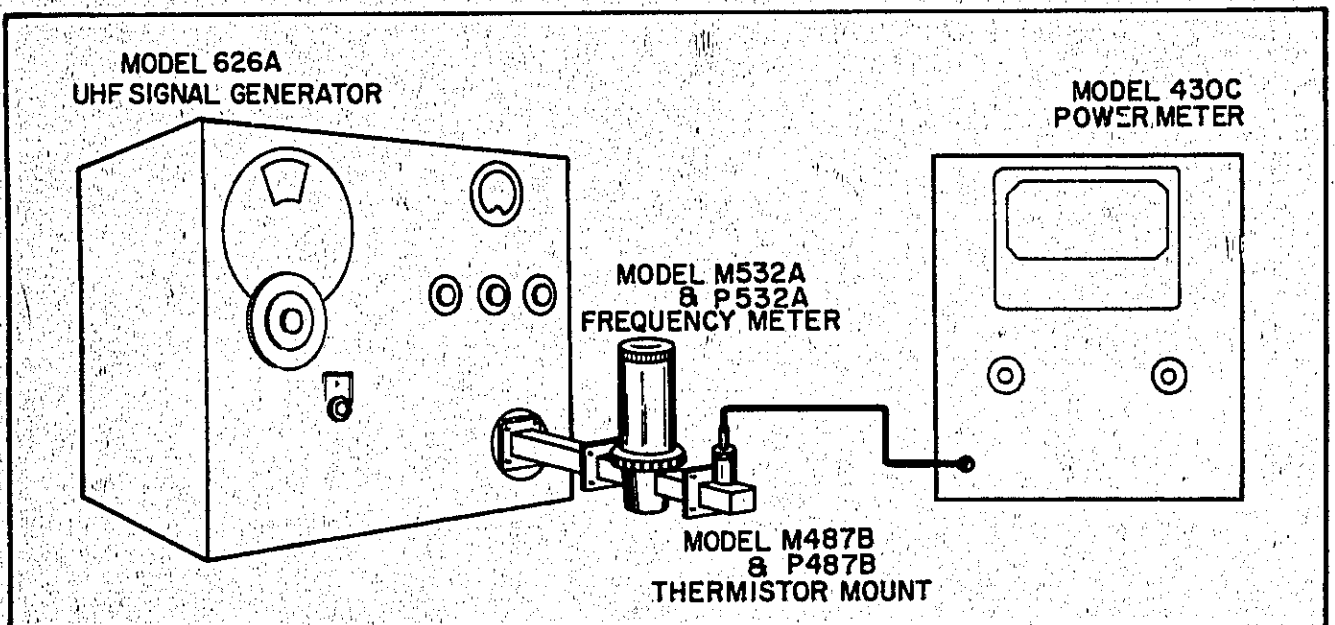 MODEL 626A
UHF SIGNAL GENERATOR
MODEL 430C
POWER METER
MODEL M532A
& P532A
FREQUENCY METER
MODEL M487B
& P487B
THERMISTOR MOUNT